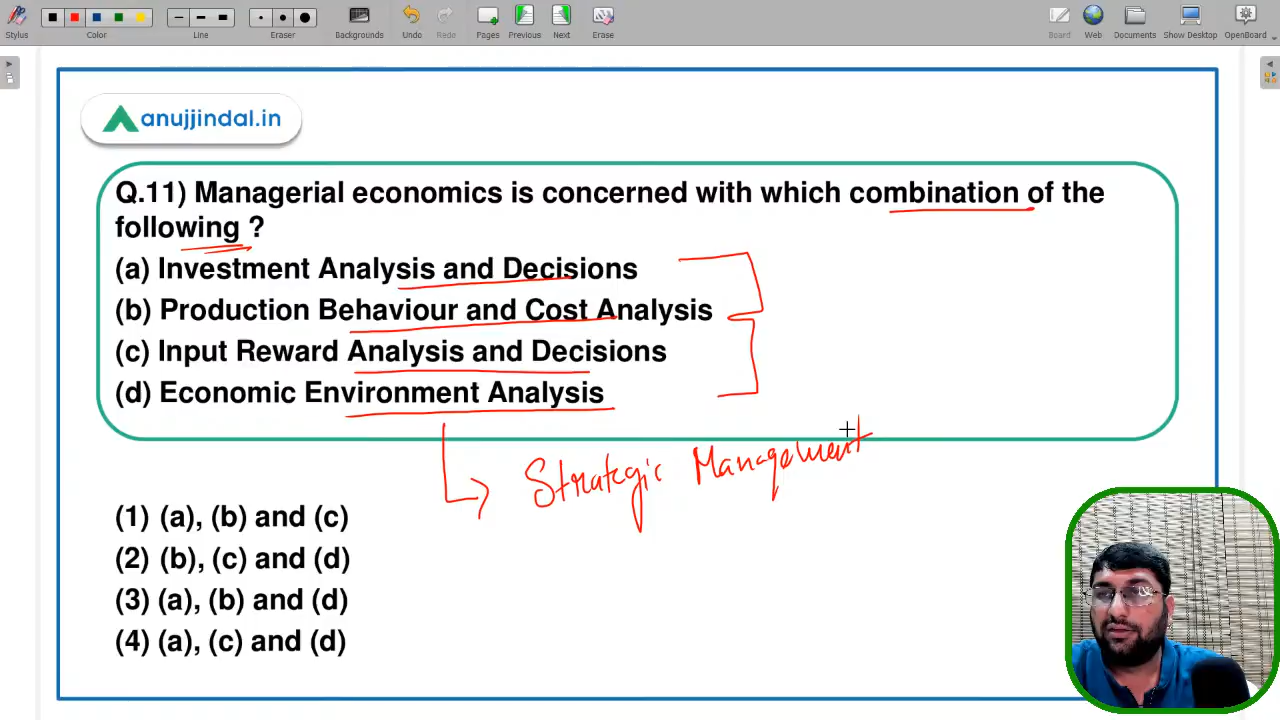 Stylus
Color
Line
Eraser
Backgrounds
Undo
Redo
Pages
Previous
Next
Erase
Board
Web
Documents
Show Desktop
OpenBoard
anujjindal.in
Q.11) Managerial economics is concerned with which combination of the
following ?
(a) Investment Analysis and Decisions
(b) Production Behaviour and Cost Analysis
(c) Input Reward Analysis and Decisions
(d) Economic Environment Analysis
Strategic Management
(1) (a), (b) and (c)
(2) (b), (c) and (d)
(3) (a), (b) and (d)
(4) (a), (c) and (d)